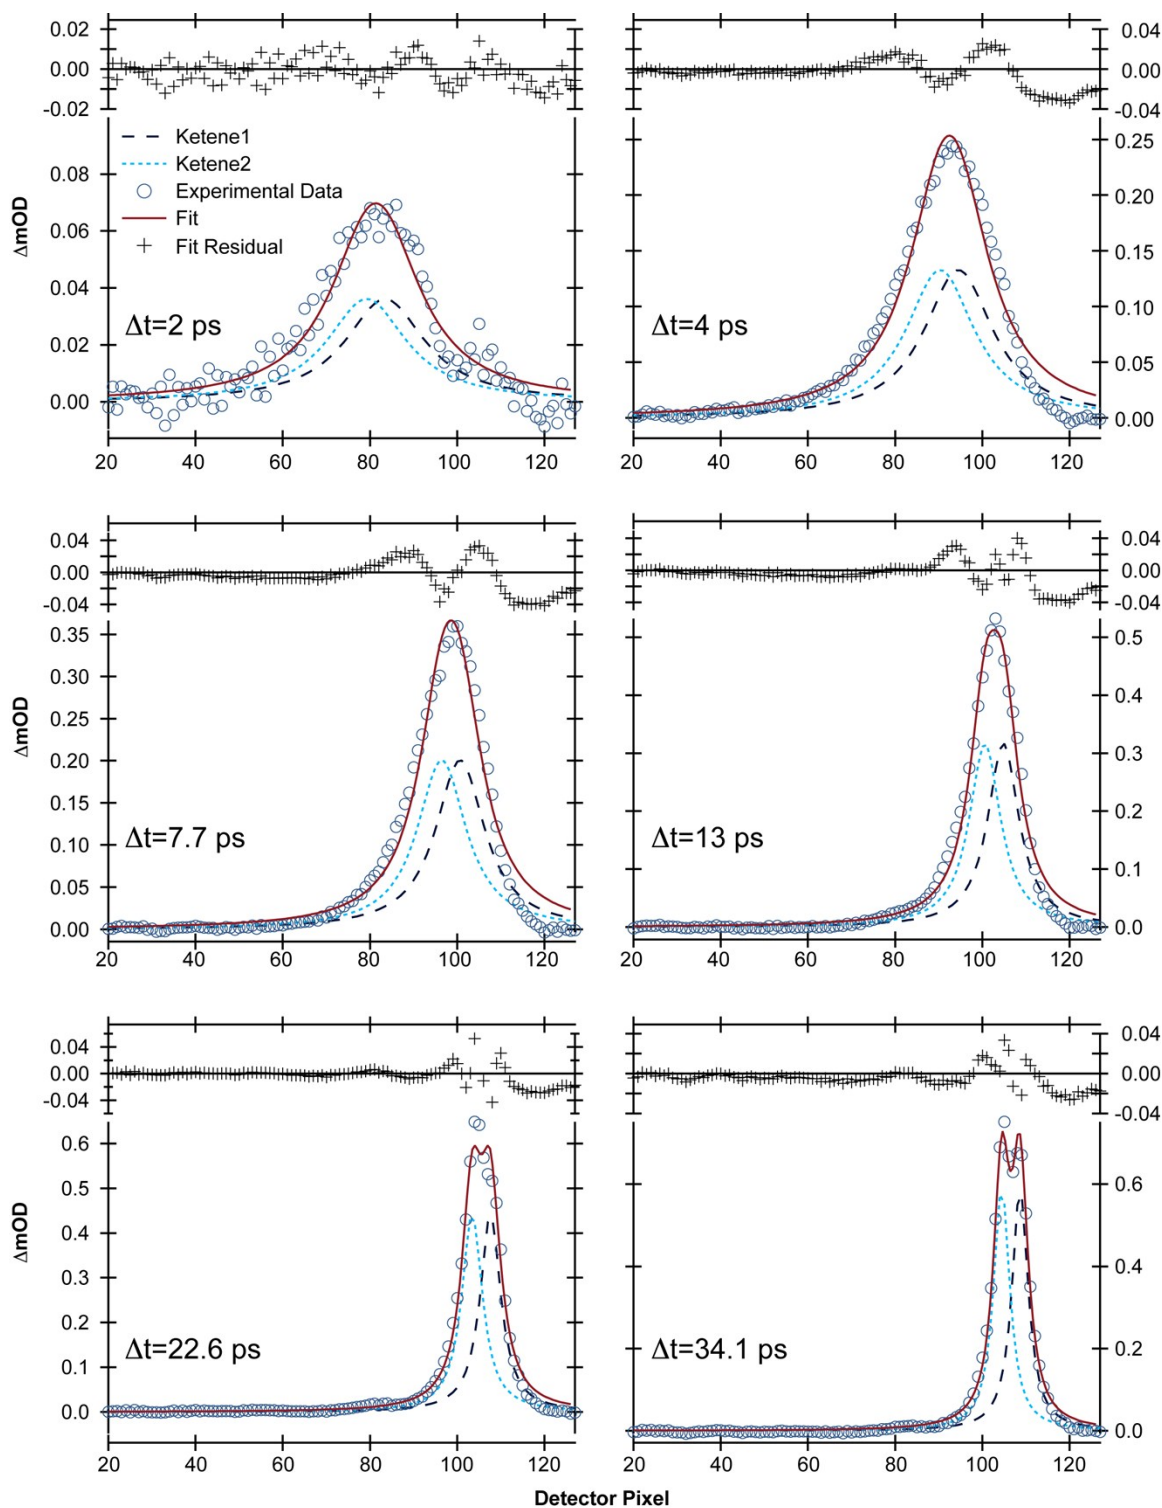 0.02
0.00
-0.02
0.04
0.00
-0.04
Ketene1
Ketene2
Experimental Data
Fit
Fit Residual
0.08
0.06
0.04
0.02
0.00
ΔmOD
Δt=2 ps
20 40 60 80 100 120
0.25
0.20
0.15
0.10
0.05
0.00
Δt=4 ps
20 40 60 80 100 120
0.04
0.00
-0.04
0.04
0.00
-0.04
0.35
0.30
0.25
0.20
0.15
0.10
0.05
0.00
ΔmOD
Δt=7.7 ps
20 40 60 80 100 120
0.5
0.4
0.3
0.2
0.1
0.0
Δt=13 ps
20 40 60 80 100 120
0.04
0.00
-0.04
0.04
0.00
-0.04
0.6
0.5
0.4
0.3
0.2
0.1
0.0
ΔmOD
Δt=22.6 ps
20 40 60 80 100 120
0.6
0.4
0.2
0.0
Δt=34.1 ps
20 40 60 80 100 120
Detector Pixel